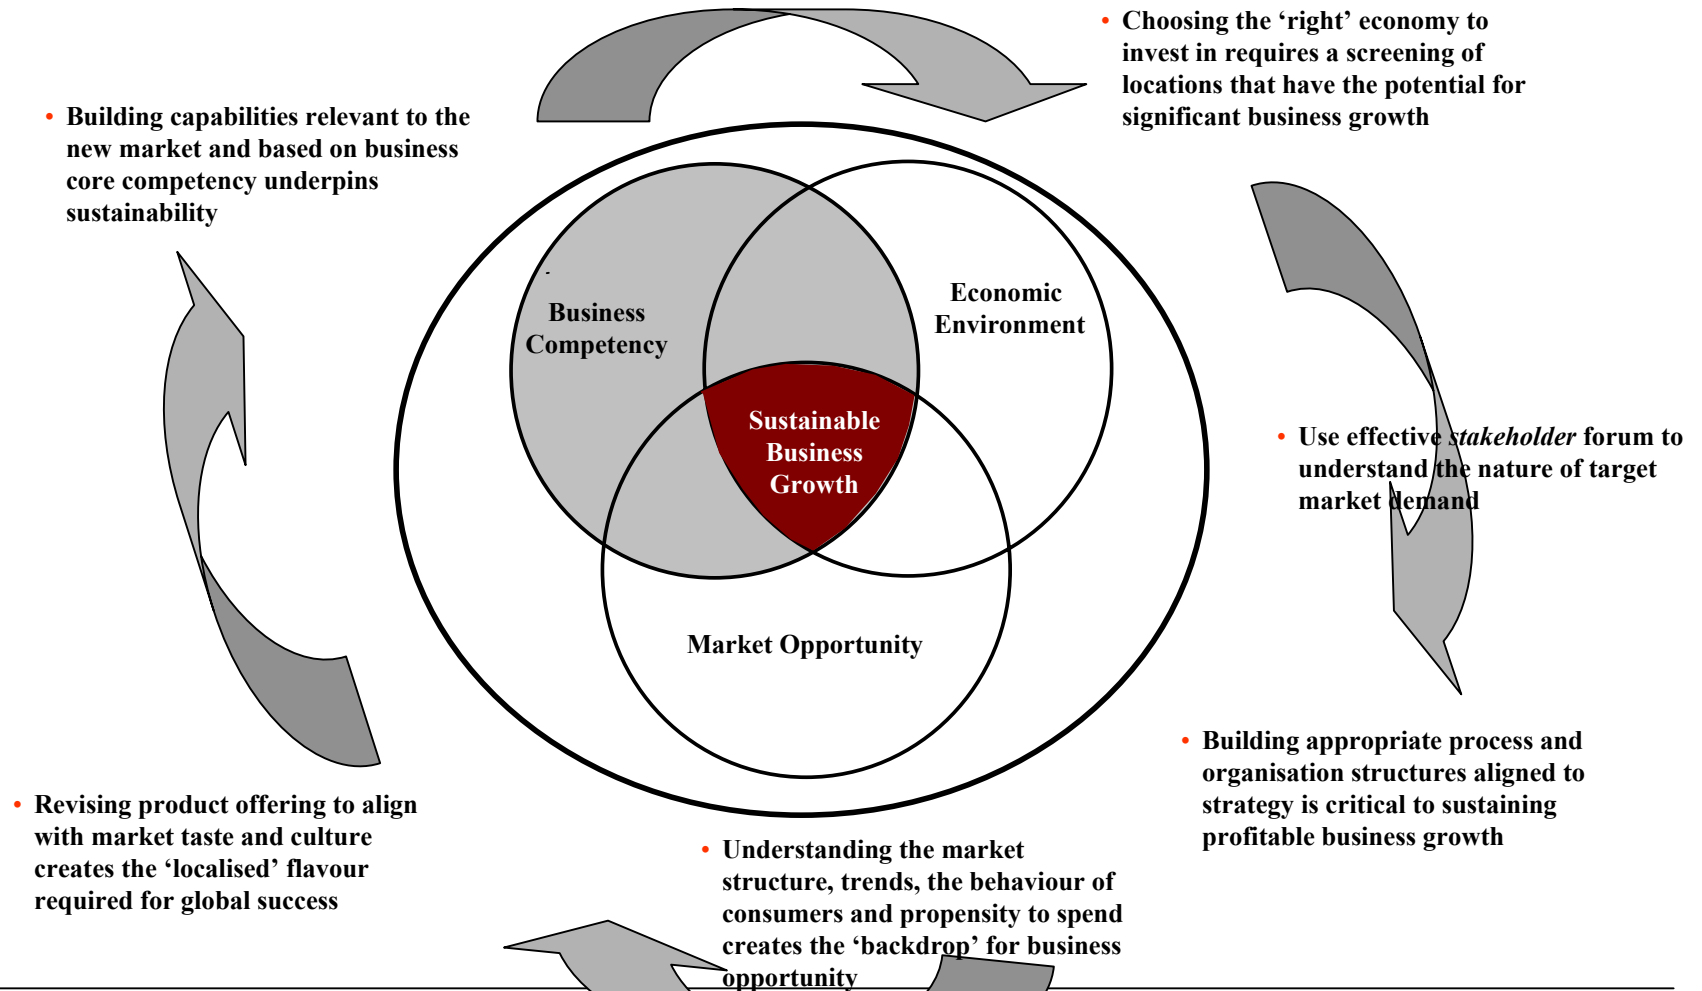 • Choosing the ‘right’ economy to
invest in requires a screening of
locations that have the potential for
significant business growth
• Building capabilities relevant to the
new market and based on business
core competency underpins
sustainability
Business
Competency
Economic
Environment
Sustainable
Business
Growth
Market Opportunity
• Use effective stakeholder forum to
understand the nature of target
market demand
• Building appropriate process and
organisation structures aligned to
strategy is critical to sustaining
profitable business growth
• Revising product offering to align
with market taste and culture
creates the ‘localised’ flavour
required for global success
• Understanding the market
structure, trends, the behaviour of
consumers and propensity to spend
creates the ‘backdrop’ for business
opportunity